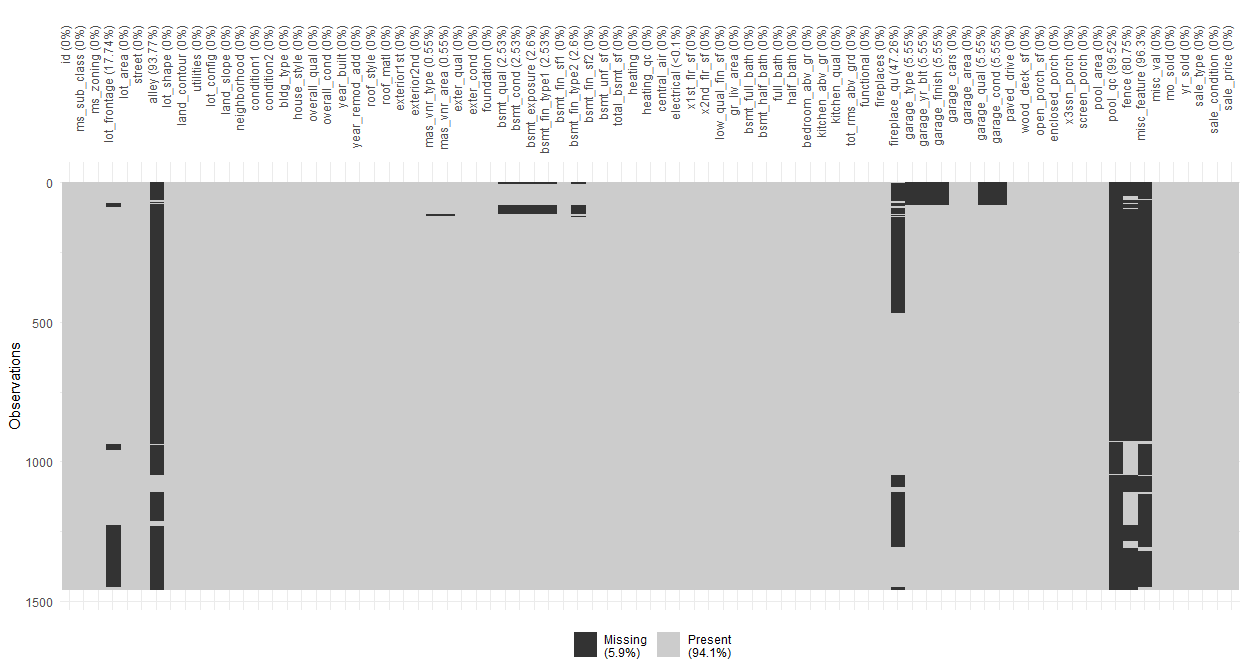 id (0%)
ms_sub_class (0%)
ms_zoning (0%)
lot_frontage (17.74%)
lot_area (0%)
street (0%)
alley (93.77%)
lot_shape (0%)
land_contour (0%)
utilities (0%)
lot_config (0%)
land_slope (0%)
neighborhood (0%)
condition1 (0%)
condition2 (0%)
bldg_type (0%)
house_style (0%)
overall_qual (0%)
overall_cond (0%)
year_built (0%)
year_remod_add (0%)
roof_style (0%)
roof_matl (0%)
exterior1st (0%)
exterior2nd (0%)
mas_vnr_type (0.55%)
mas_vnr_area (0.55%)
exter_qual (0%)
exter_cond (0%)
foundation (0%)
bsmt_qual (2.53%)
bsmt_cond (2.53%)
bsmt_exposure (2.6%)
bsmt_fin_type1 (2.53%)
bsmt_fin_sf1 (0%)
bsmt_fin_type2 (2.6%)
bsmt_fin_sf2 (0%)
bsmt_unf_sf (0%)
total_bsmt_sf (0%)
heating (0%)
heating_qc (0%)
central_air (0%)
electrical (<0.1%)
x1st_flr_sf (0%)
x2nd_flr_sf (0%)
low_qual_fin_sf (0%)
gr_liv_area (0%)
bsmt_full_bath (0%)
bsmt_half_bath (0%)
full_bath (0%)
half_bath (0%)
bedroom_abv_gr (0%)
kitchen_abv_gr (0%)
kitchen_qual (0%)
tot_rms_abv_grd (0%)
functional (0%)
fireplaces (0%)
fireplace_qu (47.26%)
garage_type (5.55%)
garage_yr_blt (5.55%)
garage_finish (5.55%)
garage_cars (0%)
garage_area (0%)
garage_qual (5.55%)
garage_cond (5.55%)
paved_drive (0%)
wood_deck_sf (0%)
open_porch_sf (0%)
enclosed_porch (0%)
x3ssn_porch (0%)
screen_porch (0%)
pool_area (0%)
pool_qc (99.52%)
fence (80.75%)
misc_feature (96.3%)
misc_val (0%)
mo_sold (0%)
yr_sold (0%)
sale_type (0%)
sale_condition (0%)
sale_price (0%)
0
500
1000
1500
Observations
Missing
(5.9%)
Present
(94.1%)